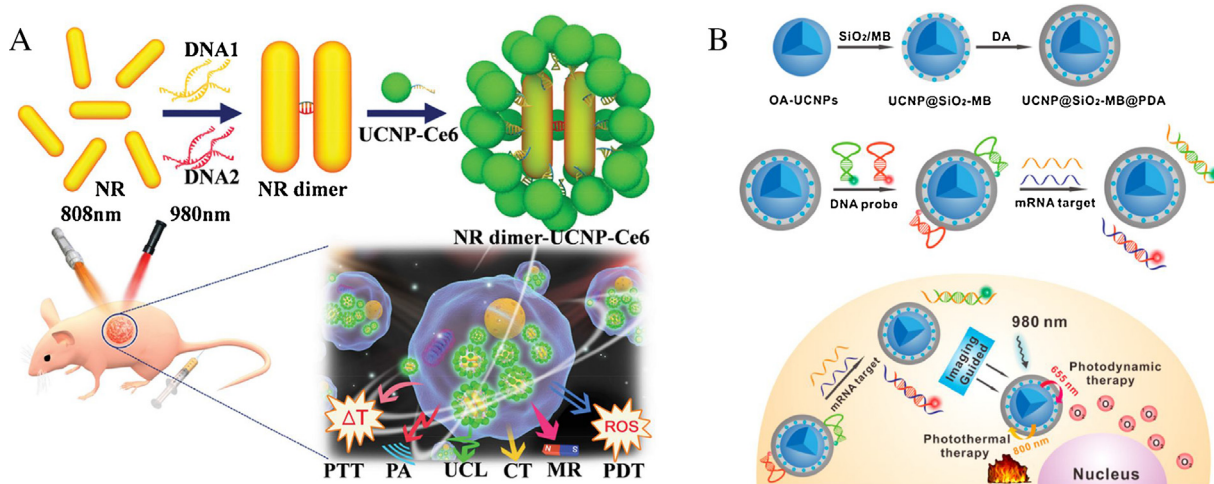 A
DNA1
DNA2
NR
NR dimer
UCNP-Ce6
NR dimer-UCNP-Ce6
808nm
980nm
ΔT
ROS
N S
PTT
PA
UCL
CT
MR
PDT
B
SiO₂/MB
DA
OA-UCNPs
UCNP@SiO₂-MB
UCNP@SiO₂-MB@PDA
DNA probe
mRNA target
mRNA target
Imaging
Guided
980 nm
655 nm
Photodynamic
therapy
Photothermal
therapy
800 nm
Nucleus